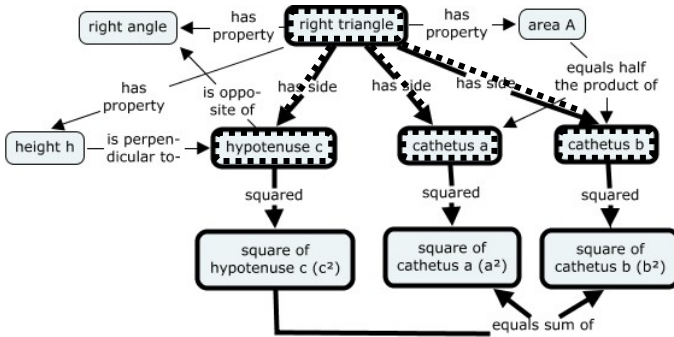 right angle
has
property
right triangle
has
property
area A
has
property
is oppo-
site of
has side
has side
has side
equals half
the product of
height h
is perpen-
dicular to-
hypotenuse c
cathetus a
cathetus b
squared
squared
squared
square of
hypotenuse c (c²)
square of
cathetus a (a²)
square of
cathetus b (b²)
equals sum of